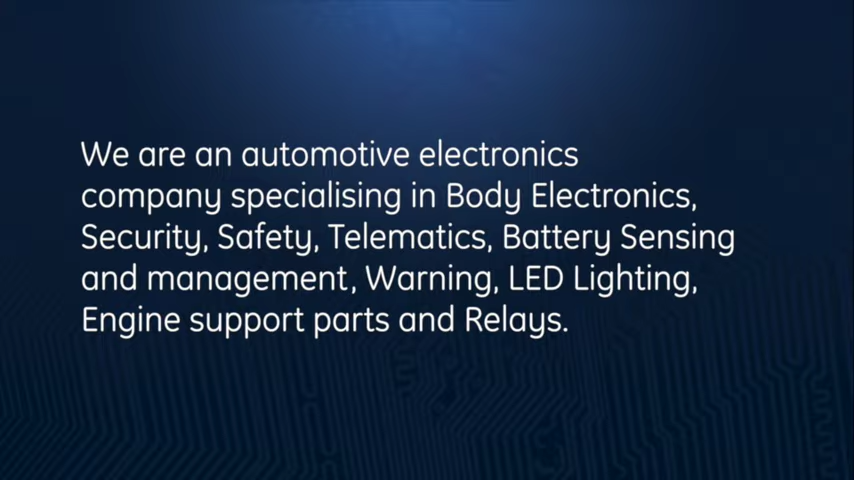 We are an automotive electronics
company specialising in Body Electronics,
Security, Safety, Telematics, Battery Sensing
and management, Warning, LED Lighting,
Engine support parts and Relays.